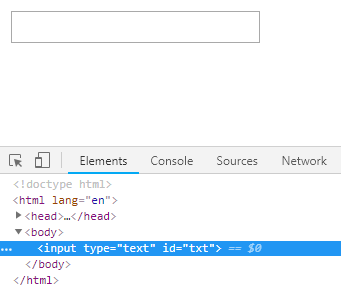 Elements Console Sources Network
<!doctype html>
<html lang="en">
<head>…</head>
<body>
... <input type="text" id="txt"> == $0
</body>
</html>